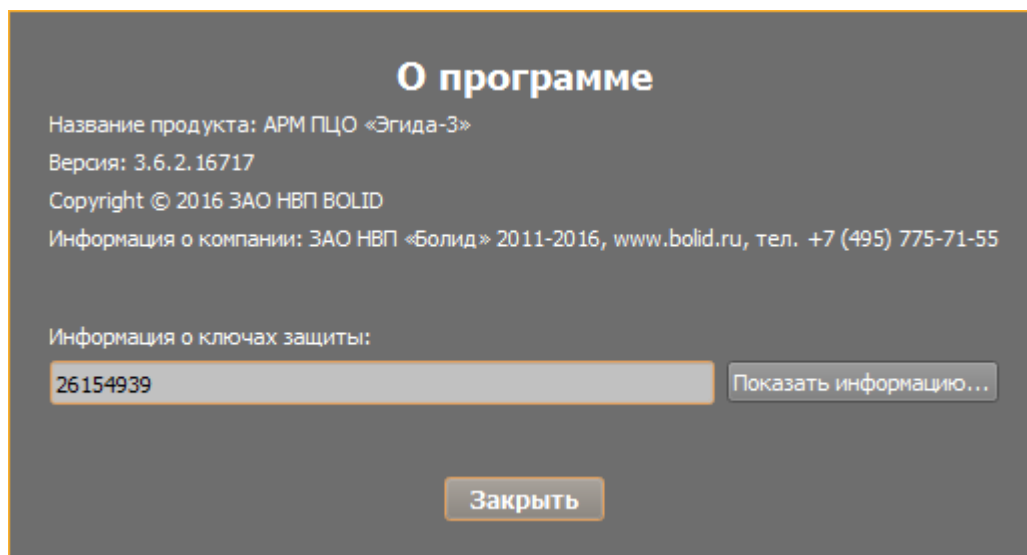 О программе
Название продукта: АРМ ПЦО «Эгида-3»
Версия: 3.6.2.16717
Copyright © 2016 ЗАО НВП BOLID
Информация о компании: ЗАО НВП «Болид» 2011-2016, www.bolid.ru, тел. +7 (495) 775-71-55
Информация о ключах защиты:
26154939 Показать информацию...
Закрыть